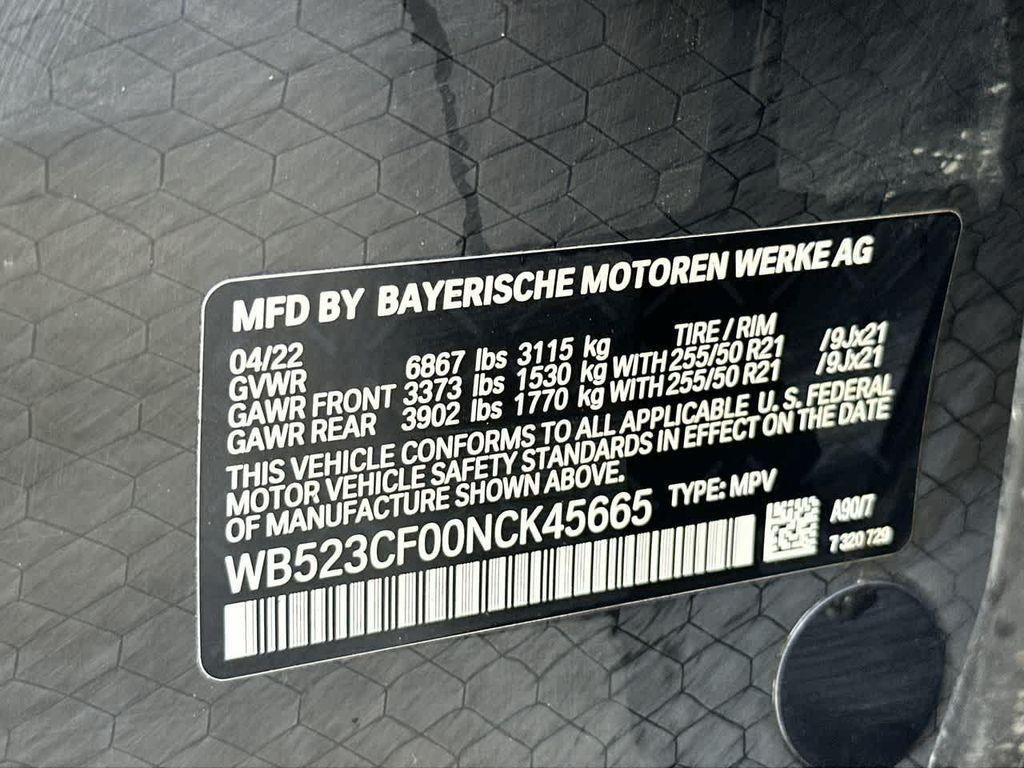 MFD BY BAYERISCHE MOTOREN WERKE AG
04/22 TIRE / RIM
GVWR 6867 lbs 3115 kg
GAWR FRONT 3373 lbs 1530 kg WITH 255/50 R21 /9Jx21
GAWR REAR 3902 lbs 1770 kg WITH 255/50 R21 /9Jx21
THIS VEHICLE CONFORMS TO ALL APPLICABLE U. S. FEDERAL
MOTOR VEHICLE SAFETY STANDARDS IN EFFECT ON THE DATE
OF MANUFACTURE SHOWN ABOVE.
WB523CF00NCK45665 TYPE: MPV
A90/7
7 320 729